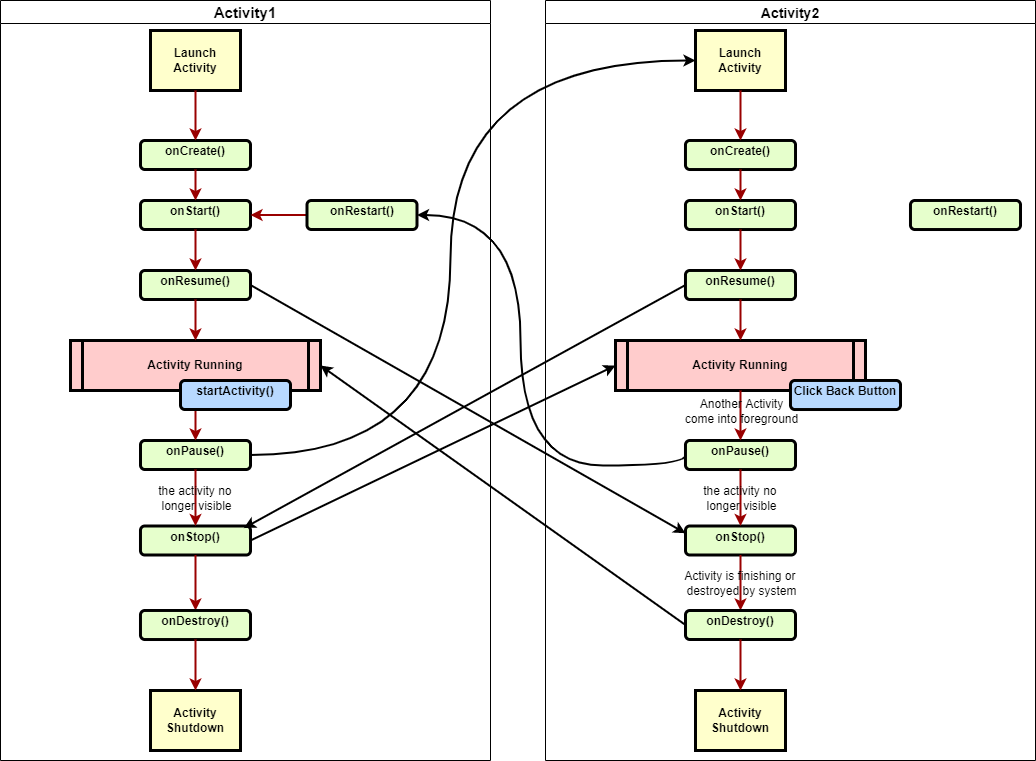 Activity1
Launch
Activity
onCreate()
onStart()
onRestart()
onResume()
Activity Running
startActivity()
onPause()
the activity no
longer visible
onStop()
onDestroy()
Activity
Shutdown
Activity2
Launch
Activity
onCreate()
onStart()
onRestart()
onResume()
Activity Running
Click Back Button
Another Activity
come into foreground
onPause()
the activity no
longer visible
onStop()
Activity is finishing or
destroyed by system
onDestroy()
Activity
Shutdown